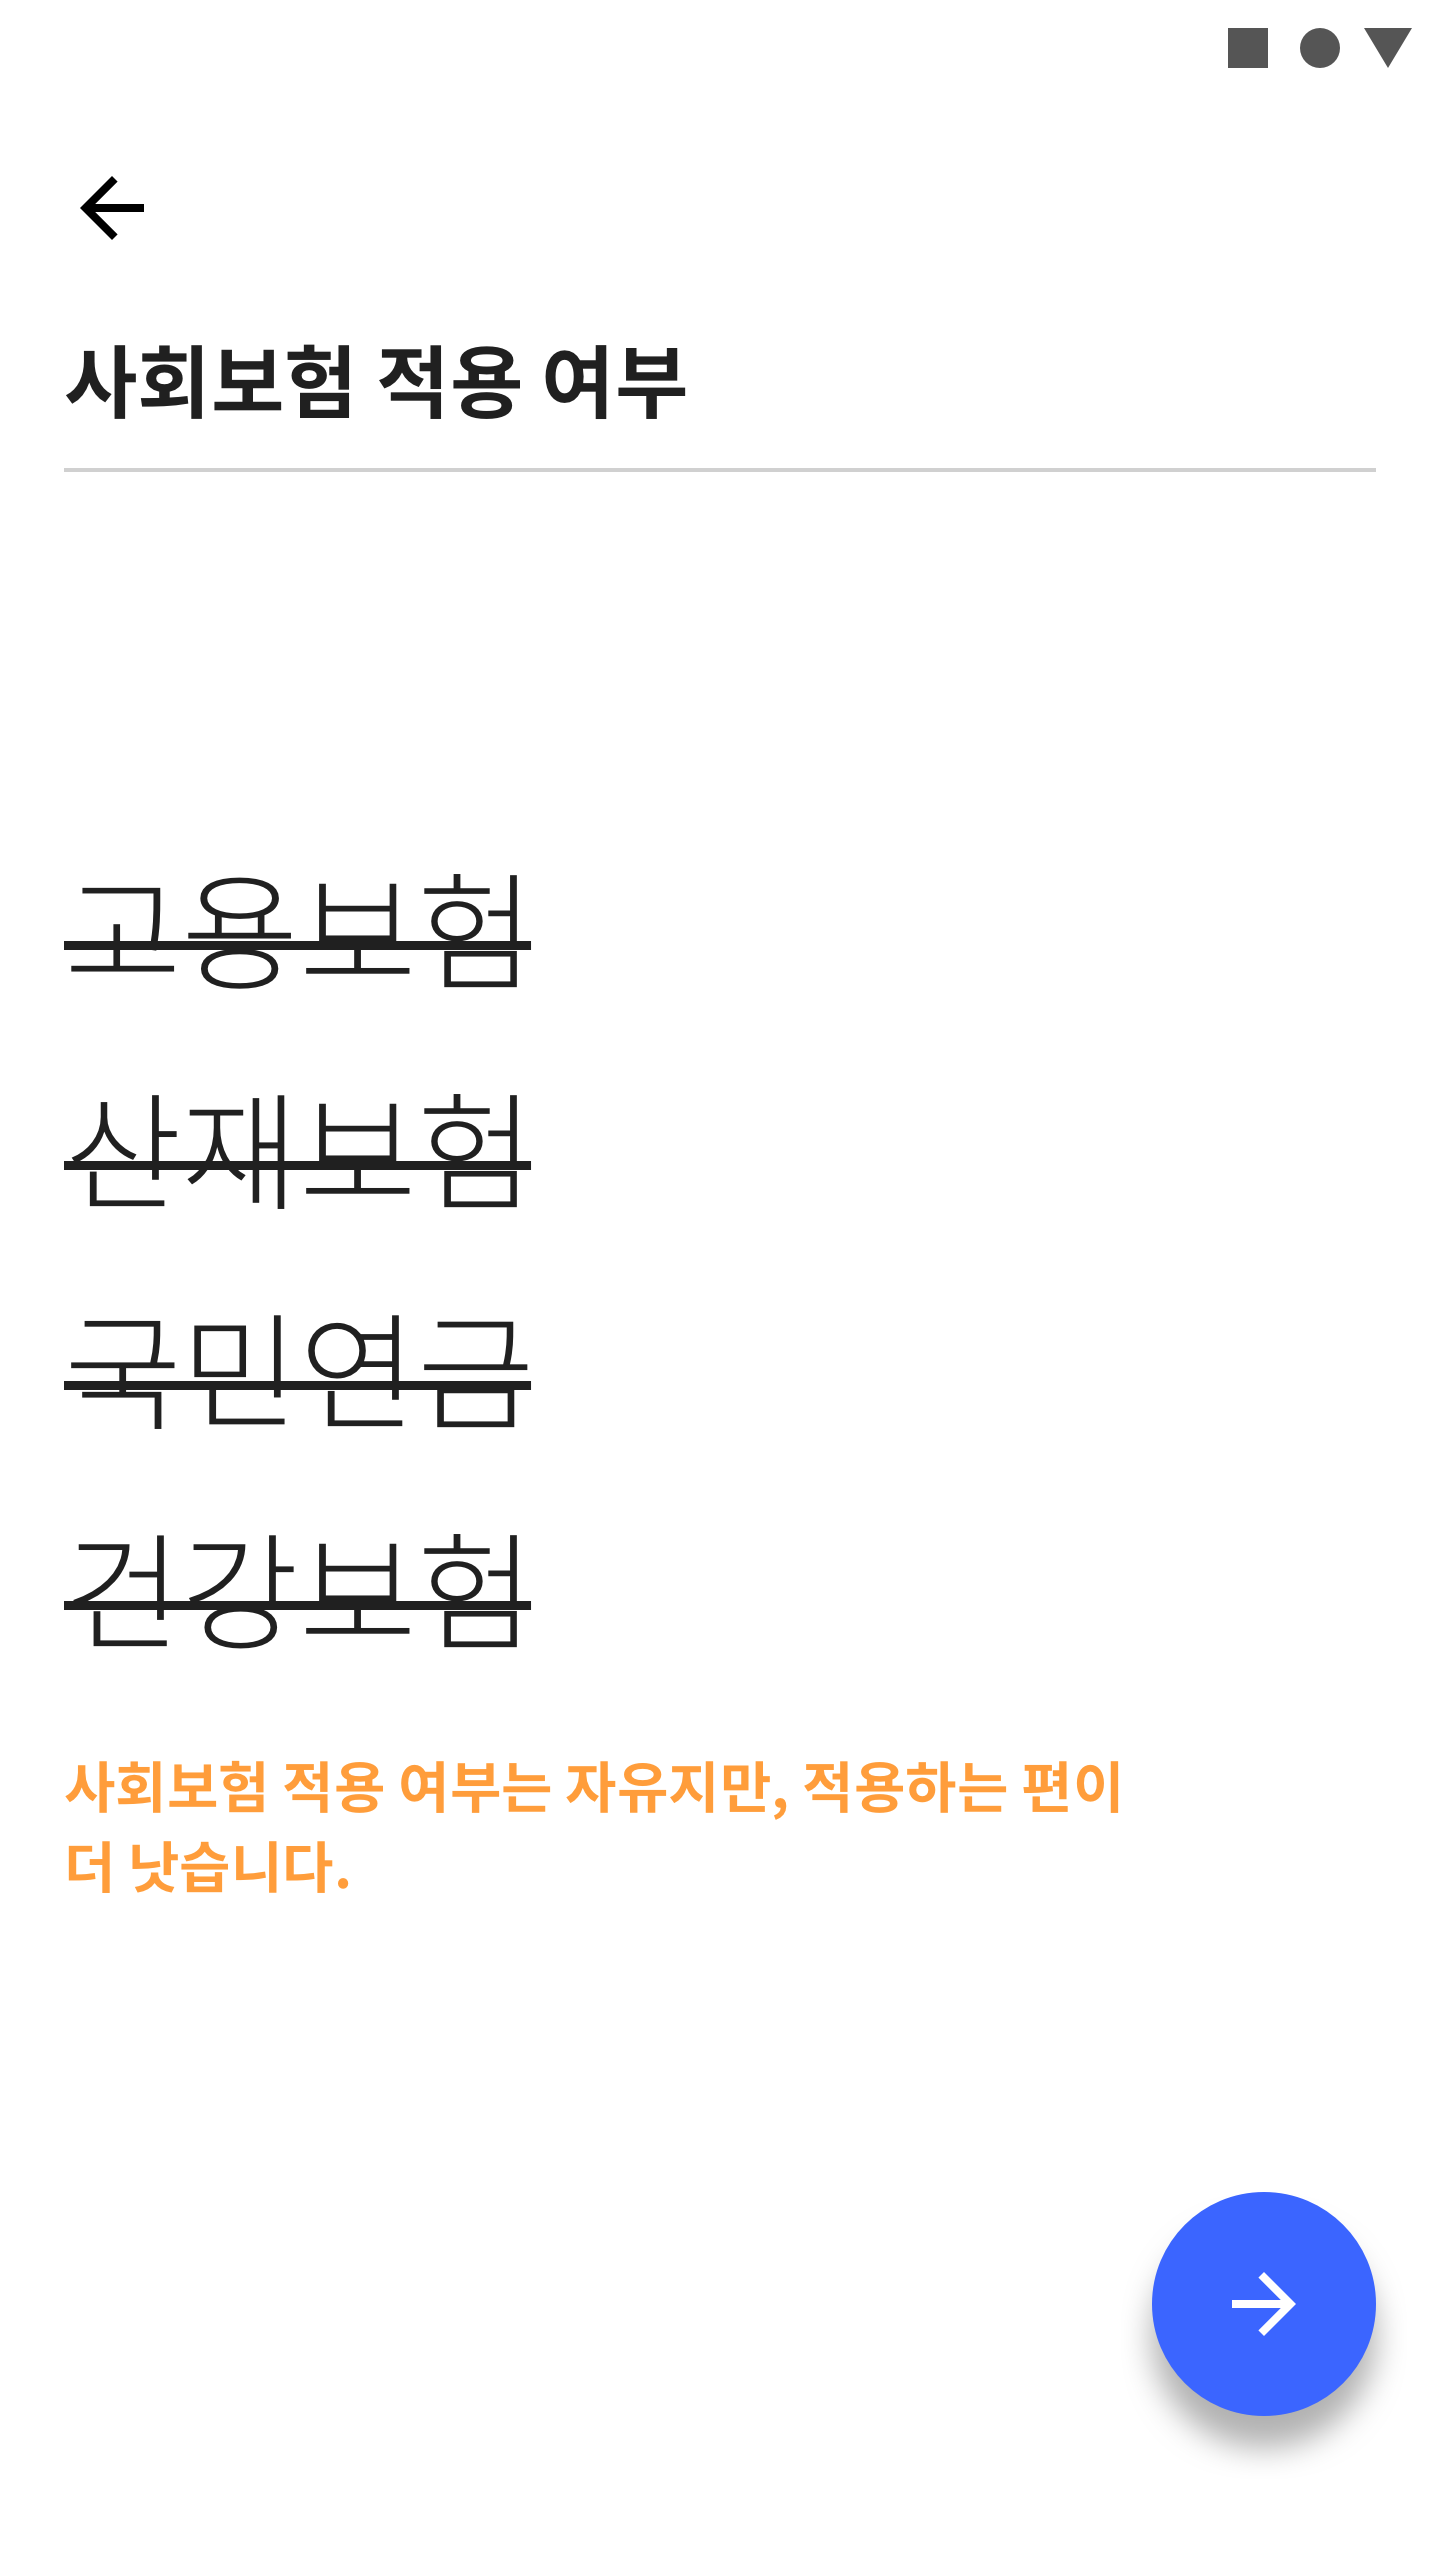 사회보험 적용 여부
고용보험
산재보험
국민연금
건강보험
사회보험 적용 여부는 자유지만, 적용하는 편이
더 낫습니다.